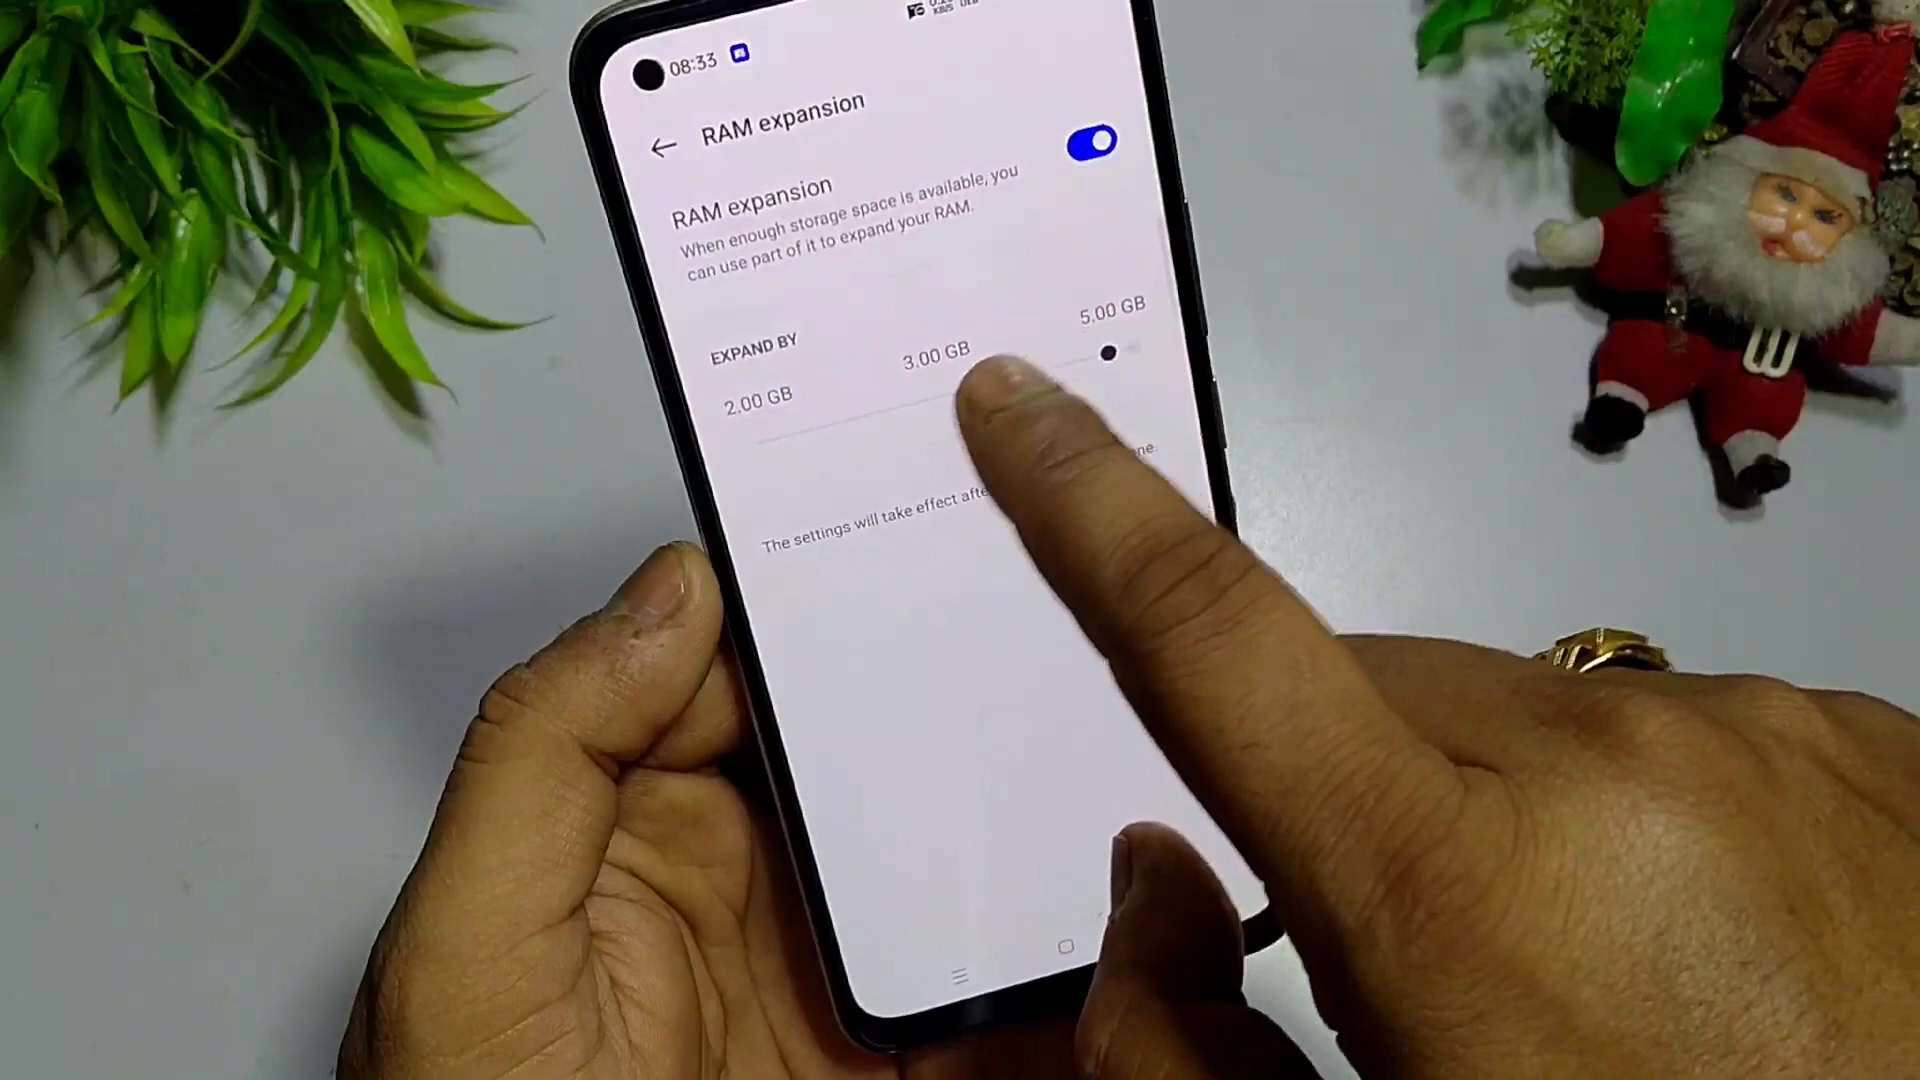 08:33
KB/S
RAM expansion
RAM expansion
When enough storage space is available, you
can use part of it to expand your RAM.
EXPAND BY
2.00 GB
3.00 GB
5.00 GB
The settings will take effect